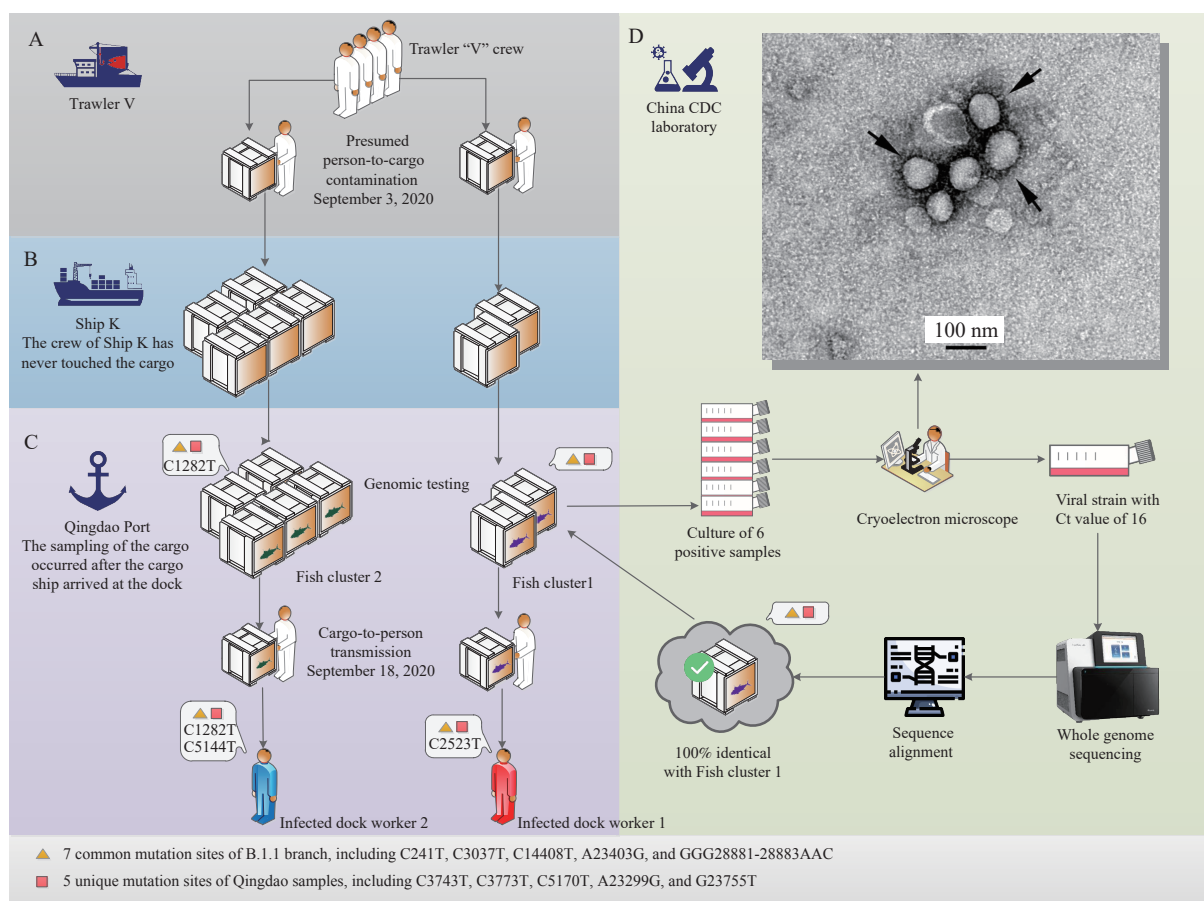 A
Trawler V
Trawler “V” crew
Presumed
person-to-cargo
contamination
September 3, 2020
B
Ship K
The crew of Ship K has
never touched the cargo
C
Qingdao Port
The sampling of the cargo
occurred after the cargo
ship arrived at the dock
C1282T
Genomic testing
Fish cluster 2
Fish cluster1
Cargo-to-person
transmission
September 18, 2020
C1282T
C5144T
C2523T
Infected dock worker 2
Infected dock worker 1
D
China CDC
laboratory
100 nm
Culture of 6
positive samples
Cryoelectron microscope
Viral strain with
Ct value of 16
Whole genome
sequencing
Sequence
alignment
100% identical
with Fish cluster 1
7 common mutation sites of B.1.1 branch, including C241T, C3037T, C14408T, A23403G, and GGG28881-28883AAC
5 unique mutation sites of Qingdao samples, including C3743T, C3773T, C5170T, A23299G, and G23755T